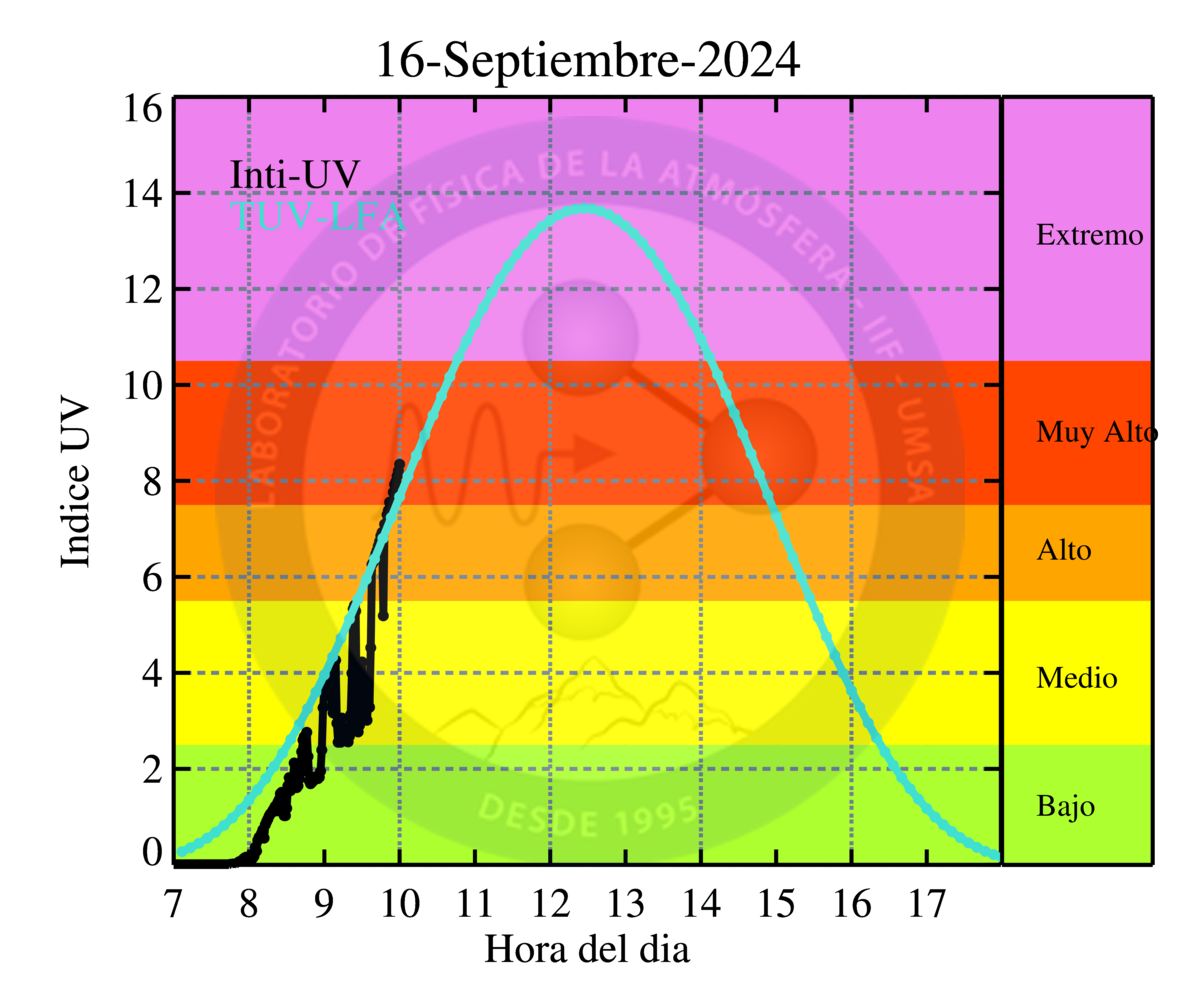 16-Septiembre-2024
Inti-UV
TUV-LFA
LABORATORIO DE FÍSICA DE LA ATMÓSFERA - IIF - UMSA
DESDE 1995
Indice UV
16
14
12
10
8
6
4
2
0
Extremo
Muy Alto
Alto
Medio
Bajo
7 8 9 10 11 12 13 14 15 16 17
Hora del dia